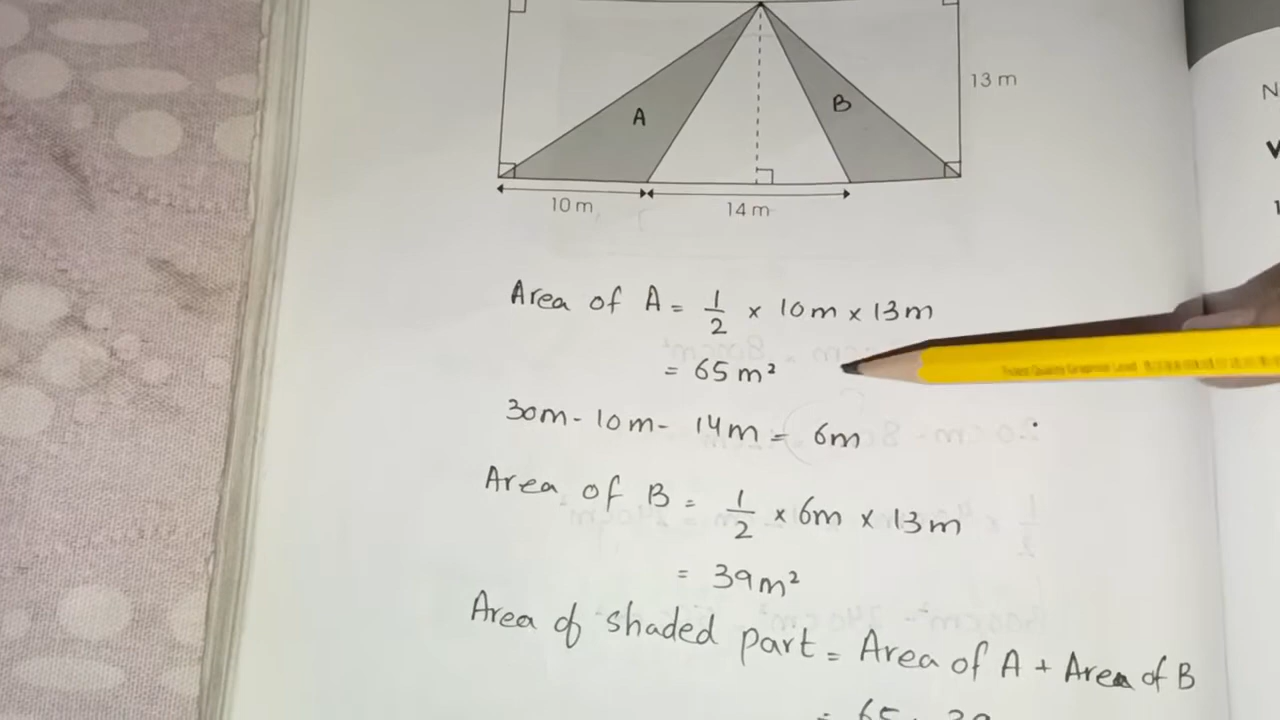 13 m
A
B
10 m
14 m
Area of A = 1/2 × 10m × 13m
= 65 m²
30m - 10m - 14m = 6m
Area of B = 1/2 × 6m × 13m
= 39m²
Area of shaded part = Area of A + Area of B